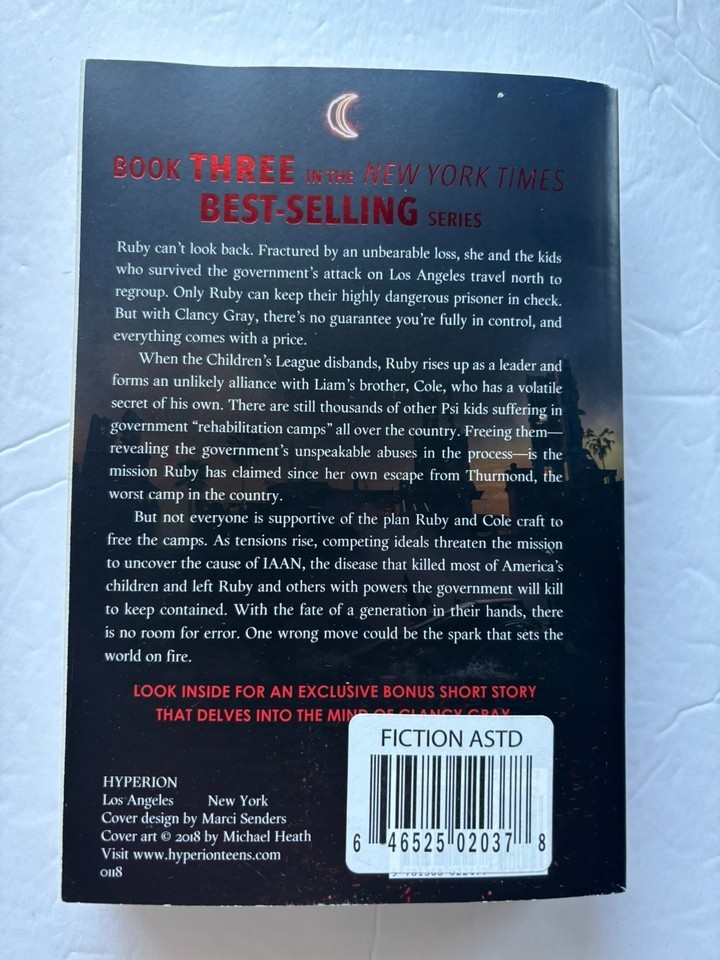 BOOK THREE IN THE NEW YORK TIMES
BEST-SELLING SERIES
Ruby can't look back. Fractured by an unbearable loss, she and the kids
who survived the government's attack on Los Angeles travel north to
regroup. Only Ruby can keep their highly dangerous prisoner in check.
But with Clancy Gray, there's no guarantee you're fully in control, and
everything comes with a price.
When the Children's League disbands, Ruby rises up as a leader and
forms an unlikely alliance with Liam's brother, Cole, who has a volatile
secret of his own. There are still thousands of other Psi kids suffering in
government “rehabilitation camps” all over the country. Freeing them—
revealing the government's unspeakable abuses in the process—is the
mission Ruby has claimed since her own escape from Thurmond, the
worst camp in the country.
But not everyone is supportive of the plan Ruby and Cole craft to
free the camps. As tensions rise, competing ideals threaten the mission
to uncover the cause of IAAN, the disease that killed most of America's
children and left Ruby and others with powers the government will kill
to keep contained. With the fate of a generation in their hands, there
is no room for error. One wrong move could be the spark that sets the
world on fire.
LOOK INSIDE FOR AN EXCLUSIVE BONUS SHORT STORY
THAT DELVES INTO THE MIND OF CLANCY GRAY
FICTION ASTD
6 46525 02037 8
HYPERION
Los Angeles New York
Cover design by Marci Senders
Cover art © 2018 by Michael Heath
Visit www.hyperionteens.com
0118